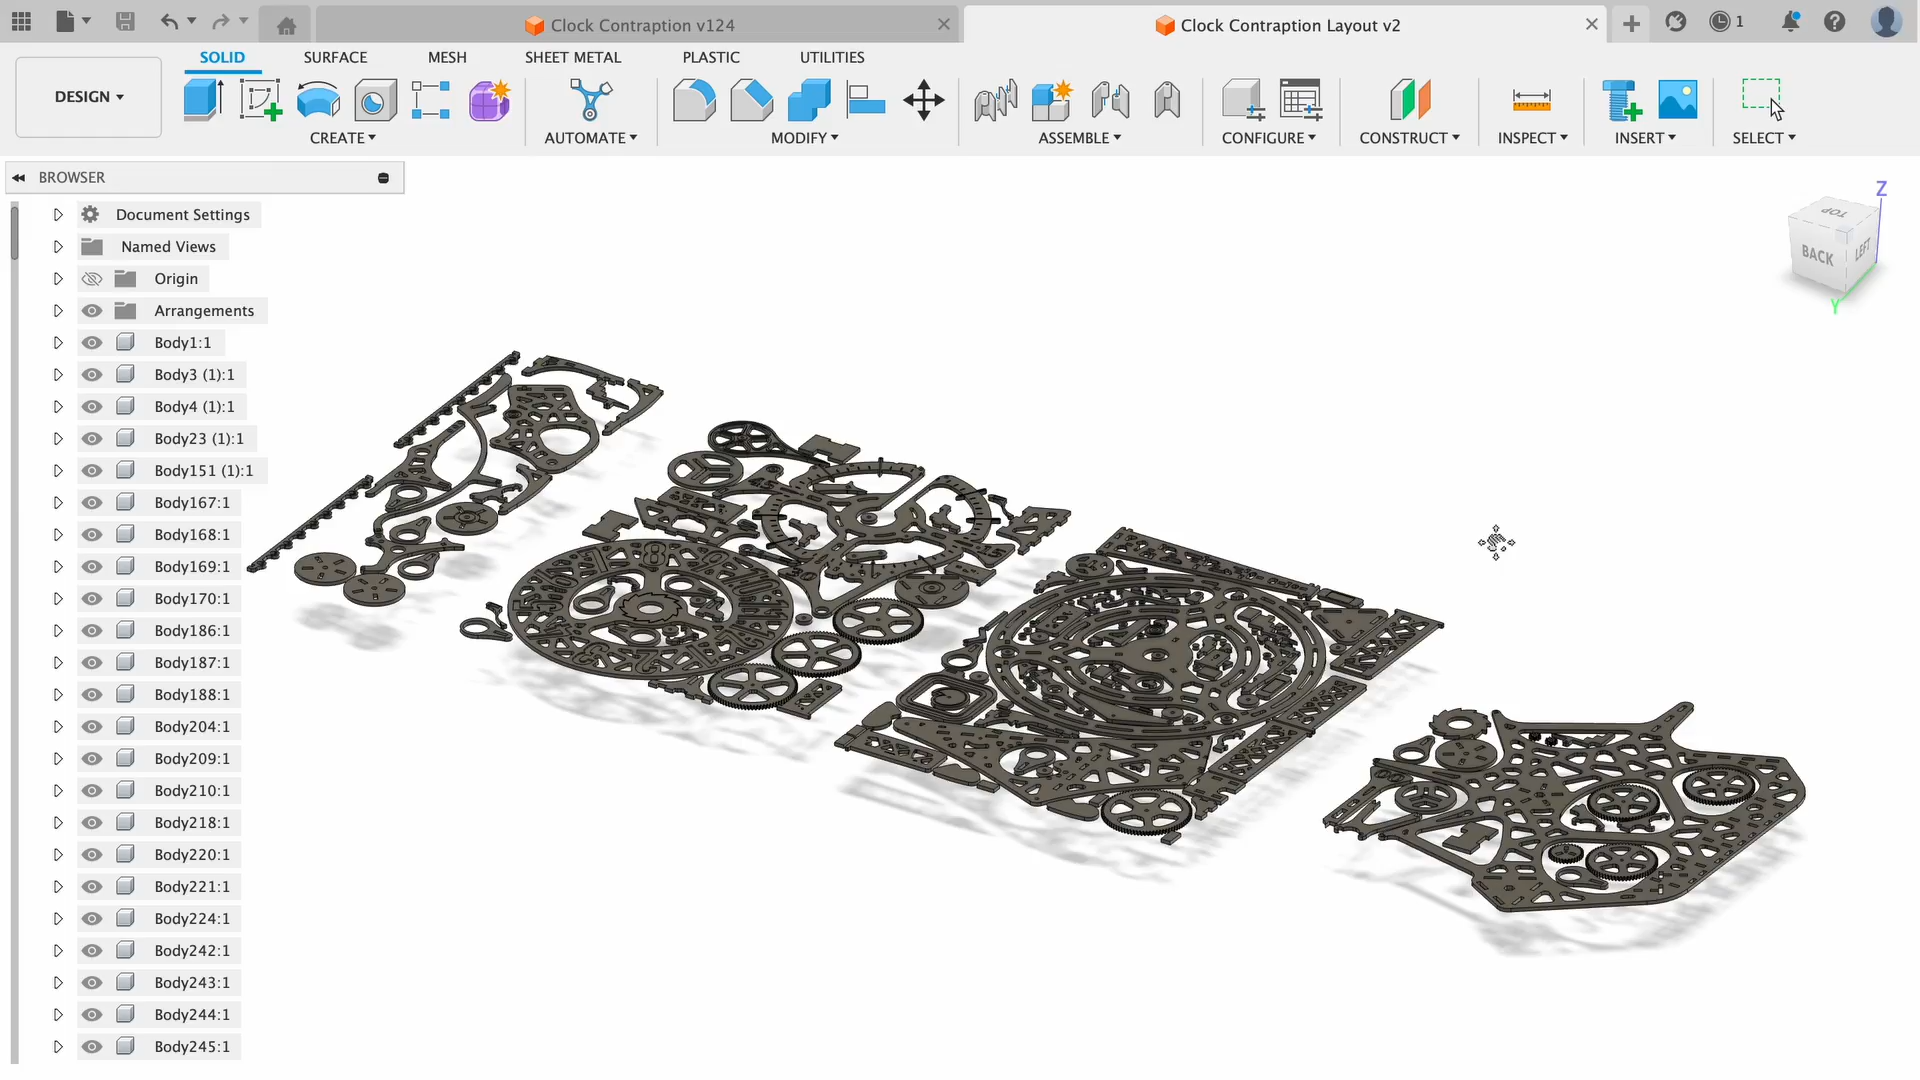 Clock Contraption v124
Clock Contraption Layout v2
1
SOLID
SURFACE
MESH
SHEET METAL
PLASTIC
UTILITIES
DESIGN
CREATE
AUTOMATE
MODIFY
ASSEMBLE
CONFIGURE
CONSTRUCT
INSPECT
INSERT
SELECT
BROWSER
Document Settings
Named Views
Origin
Arrangements
Body1:1
Body3 (1):1
Body4 (1):1
Body23 (1):1
Body151 (1):1
Body167:1
Body168:1
Body169:1
Body170:1
Body186:1
Body187:1
Body188:1
Body204:1
Body209:1
Body210:1
Body218:1
Body220:1
Body221:1
Body224:1
Body242:1
Body243:1
Body244:1
Body245:1
Z
TOP
BACK
LEFT
Y
45
15